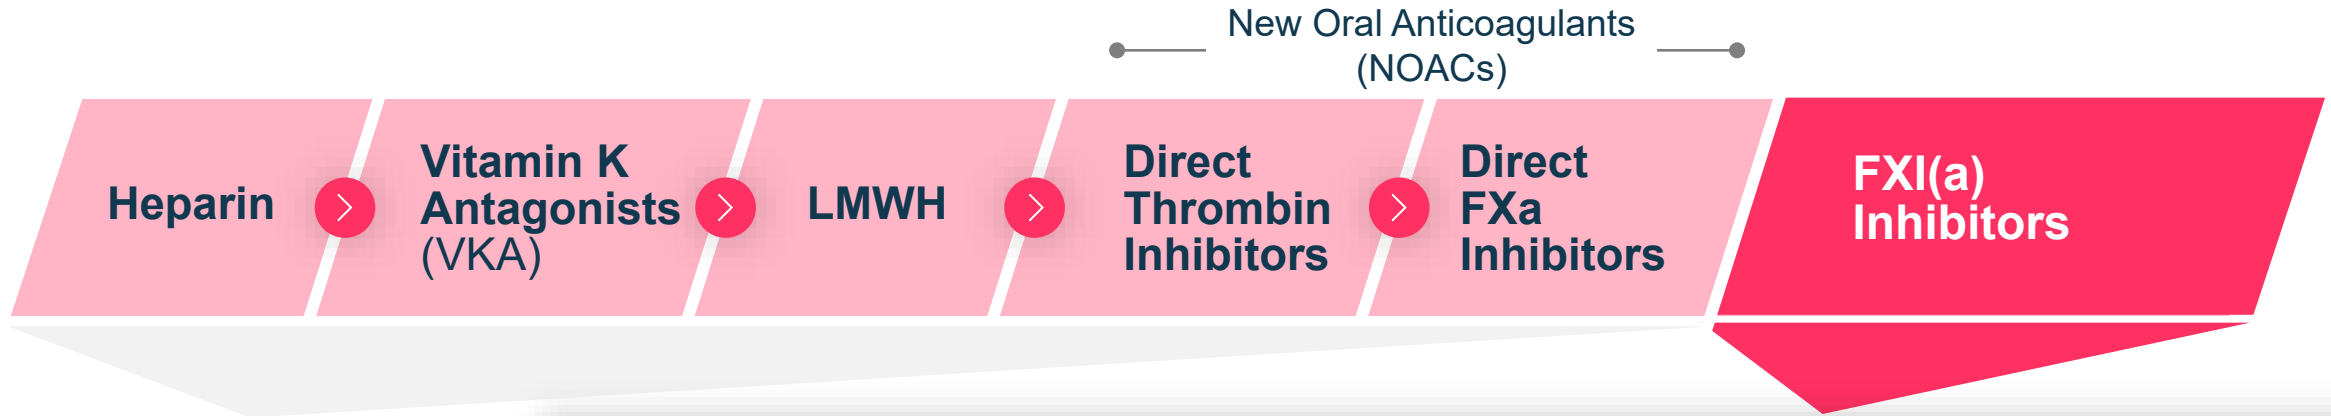 New Oral Anticoagulants
(NOACs)
Heparin
Vitamin K
Antagonists
(VKA)
LMWH
Direct
Thrombin
Inhibitors
Direct
FXa
Inhibitors
FXI(a)
Inhibitors